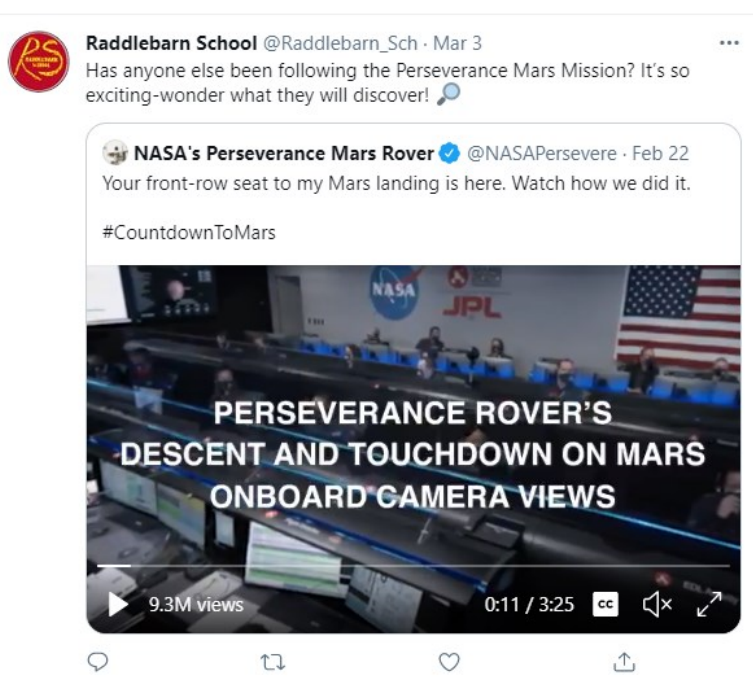 Raddlebarn School @Raddlebarn_Sch · Mar 3
Has anyone else been following the Perseverance Mars Mission? It's so
exciting-wonder what they will discover!
NASA's Perseverance Mars Rover @NASAPersevere · Feb 22
Your front-row seat to my Mars landing is here. Watch how we did it.
#CountdownToMars
NASA
JPL
PERSEVERANCE ROVER'S
DESCENT AND TOUCHDOWN ON MARS
ONBOARD CAMERA VIEWS
9.3M views
0:11 / 3:25
CC